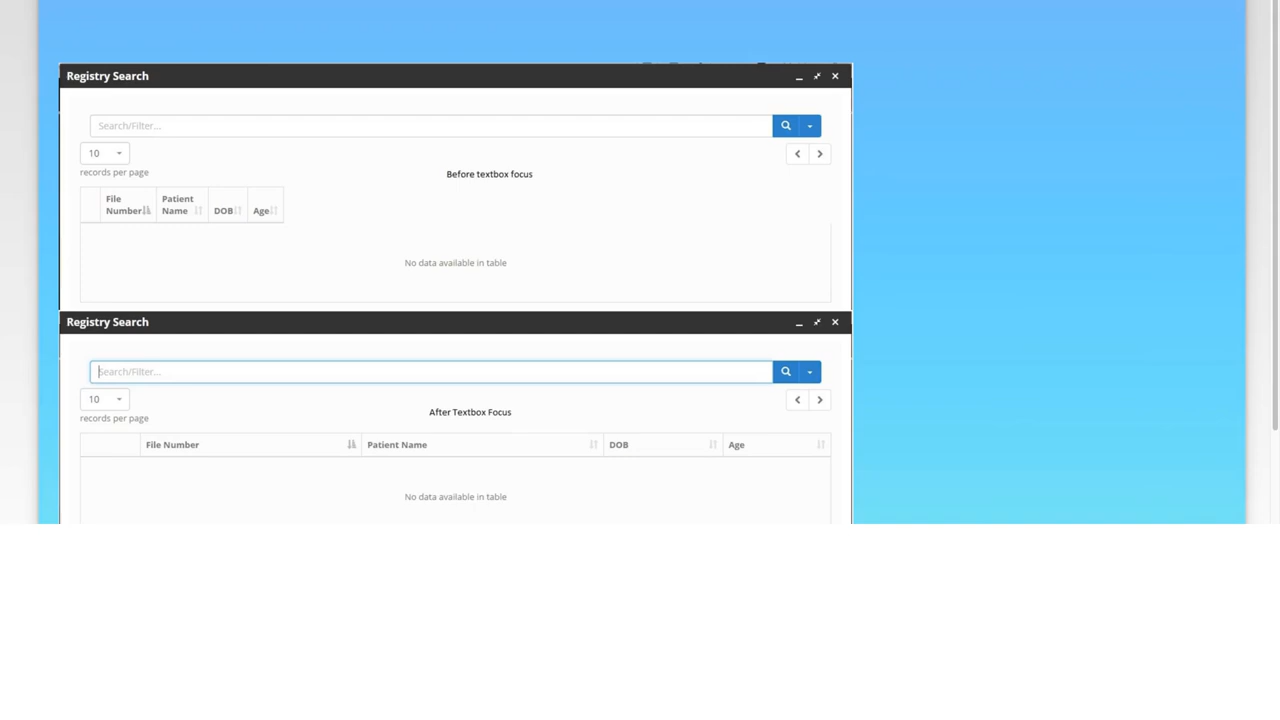 Registry Search
Search/Filter...
10
records per page
Before textbox focus
File Number
Patient Name
DOB
Age
No data available in table
Registry Search
Search/Filter...
10
records per page
After Textbox Focus
File Number
Patient Name
DOB
Age
No data available in table